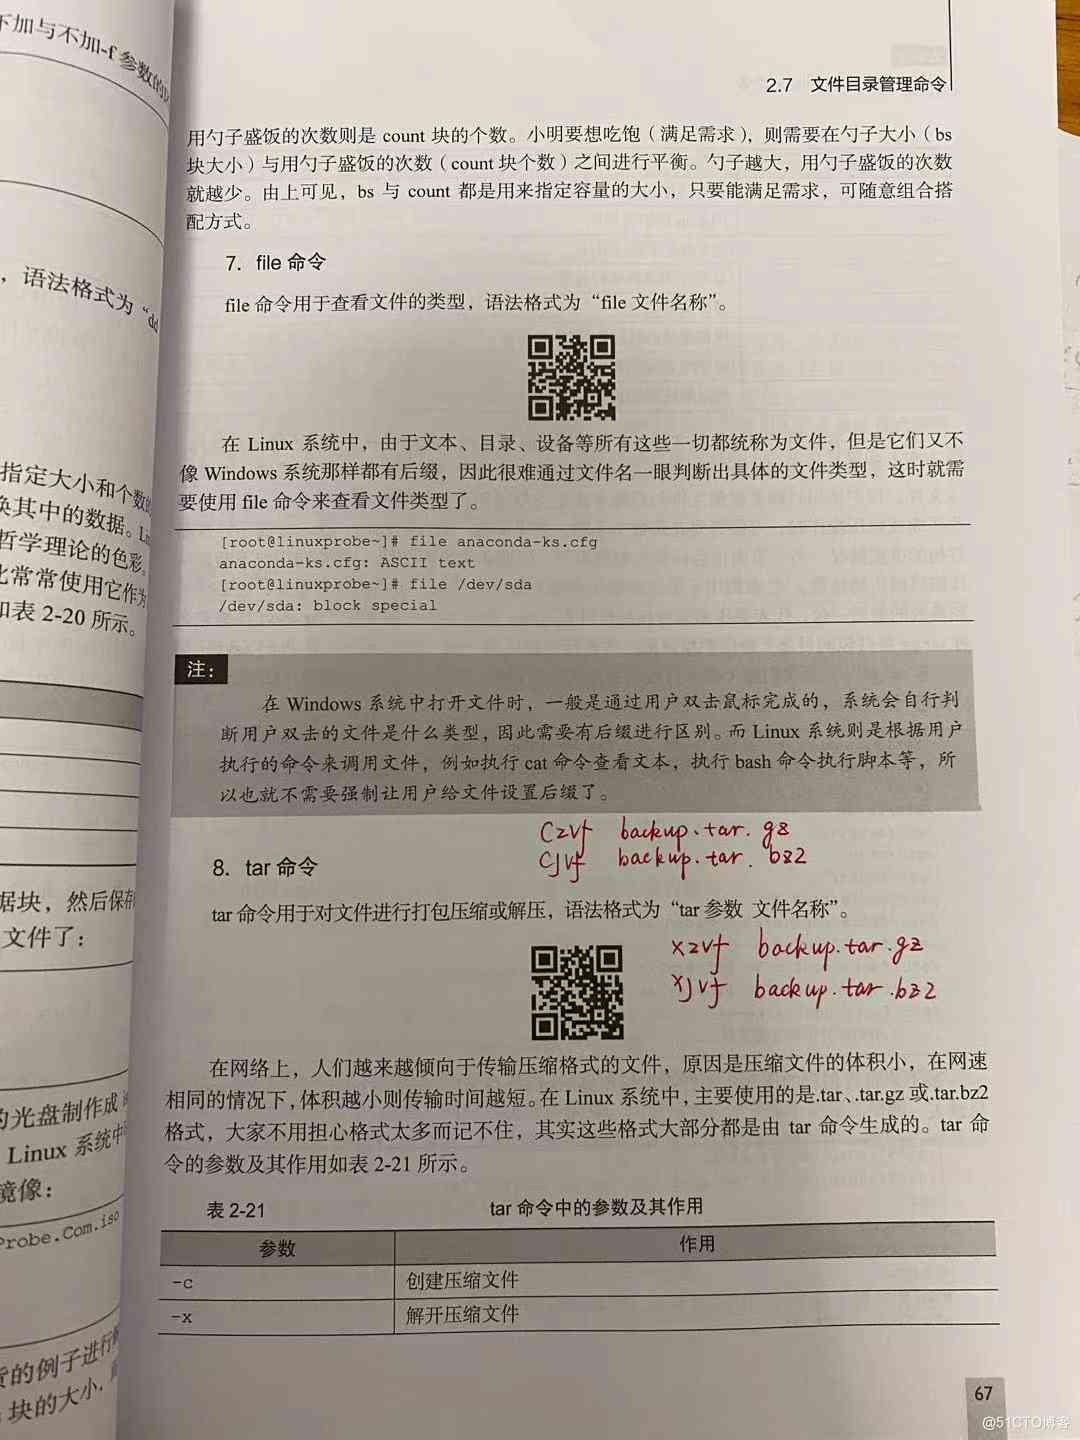 下加与不加-f 参数的区
，语法格式为“dd
指定大小和个数的
换其中的数据。Lin
哲学理论的色彩。
比常常使用它作为
如表 2-20 所示。
据块，然后保存
文件了：
的光盘制作成
Linux 系统中
镜像：
Probe.Com.iso
货的例子进行
块的大小，
2.7 文件目录管理命令
用勺子盛饭的次数则是 count 块的个数。小明要想吃饱（满足需求），则需要在勺子大小（bs
块大小）与用勺子盛饭的次数（count 块个数）之间进行平衡。勺子越大，用勺子盛饭的次数
就越少。由上可见，bs 与 count 都是用来指定容量的大小，只要能满足需求，可随意组合搭
配方式。
7．file 命令
file 命令用于查看文件的类型，语法格式为“file 文件名称”。
在 Linux 系统中，由于文本、目录、设备等所有这些一切都统称为文件，但是它们又不
像 Windows 系统那样都有后缀，因此很难通过文件名一眼判断出具体的文件类型，这时就需
要使用 file 命令来查看文件类型了。
[root@linuxprobe~]# file anaconda-ks.cfg
anaconda-ks.cfg: ASCII text
[root@linuxprobe~]# file /dev/sda
/dev/sda: block special
注：
在 Windows 系统中打开文件时，一般是通过用户双击鼠标完成的，系统会自行判
断用户双击的文件是什么类型，因此需要有后缀进行区别。而 Linux 系统则是根据用户
执行的命令来调用文件，例如执行 cat 命令查看文本，执行 bash 命令执行脚本等，所
以也就不需要强制让用户给文件设置后缀了。
czvf backup.tar.gz
cjvf backup.tar.bz2
8．tar 命令
tar 命令用于对文件进行打包压缩或解压，语法格式为“tar 参数 文件名称”。
xzvf backup.tar.gz
xjvf backup.tar.bz2
在网络上，人们越来越倾向于传输压缩格式的文件，原因是压缩文件的体积小，在网速
相同的情况下，体积越小则传输时间越短。在 Linux 系统中，主要使用的是.tar、.tar.gz 或.tar.bz2
格式，大家不用担心格式太多而记不住，其实这些格式大部分都是由 tar 命令生成的。tar 命
令的参数及其作用如表 2-21 所示。
表 2-21 tar 命令中的参数及其作用
参数 作用
-c 创建压缩文件
-x 解开压缩文件
67
@51CTO博客